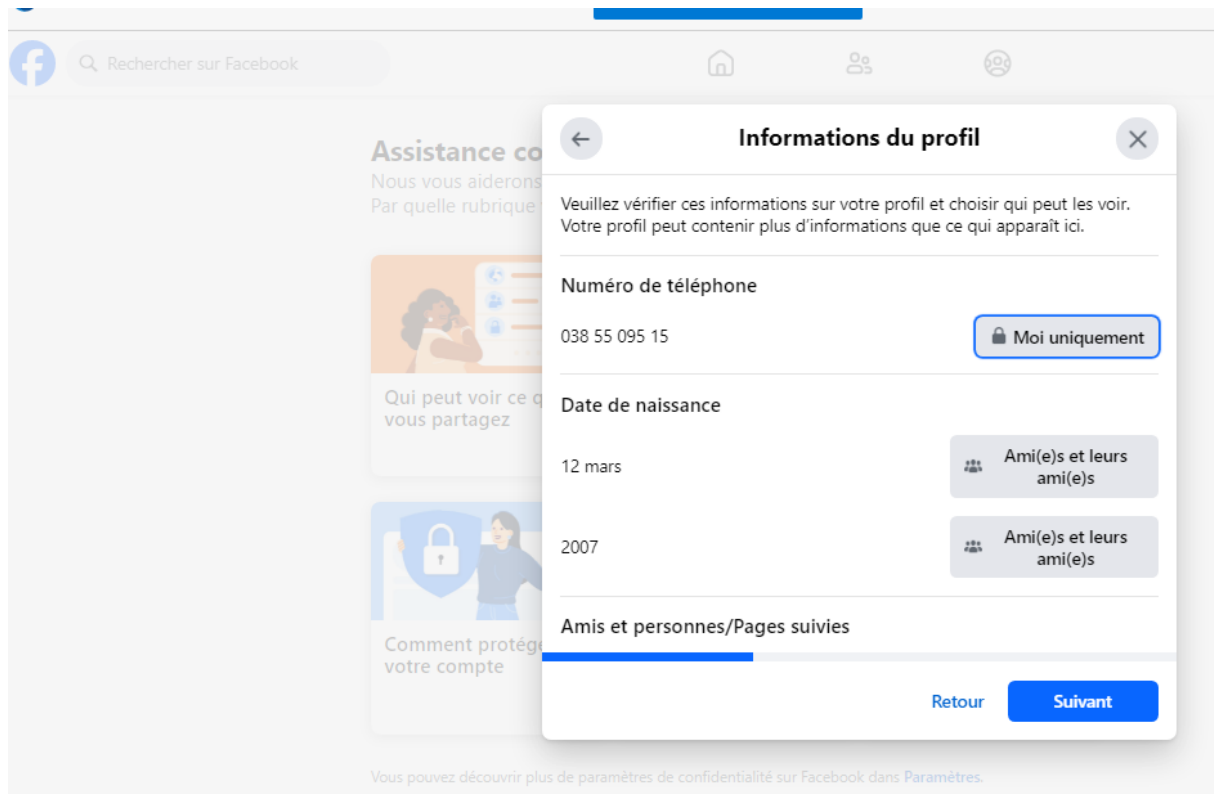 Rechercher sur Facebook
Informations du profil
Assistance co
Nous vous aiderons
Par quelle rubrique
Veuillez vérifier ces informations sur votre profil et choisir qui peut les voir.
Votre profil peut contenir plus d'informations que ce qui apparaît ici.
Numéro de téléphone
038 55 095 15
Moi uniquement
Date de naissance
12 mars
Ami(e)s et leurs
ami(e)s
2007
Ami(e)s et leurs
ami(e)s
Amis et personnes/Pages suivies
Retour
Suivant
Qui peut voir ce q
vous partagez
Comment protége
votre compte
Vous pouvez découvrir plus de paramètres de confidentialité sur Facebook dans Paramètres.